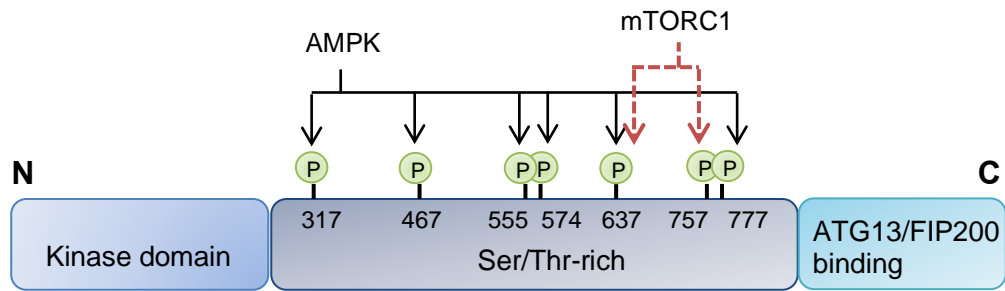 mTORC1
AMPK
P P P P P P P
N C
317 467 555 574 637 757 777
Kinase domain
Ser/Thr-rich
ATG13/FIP200
binding